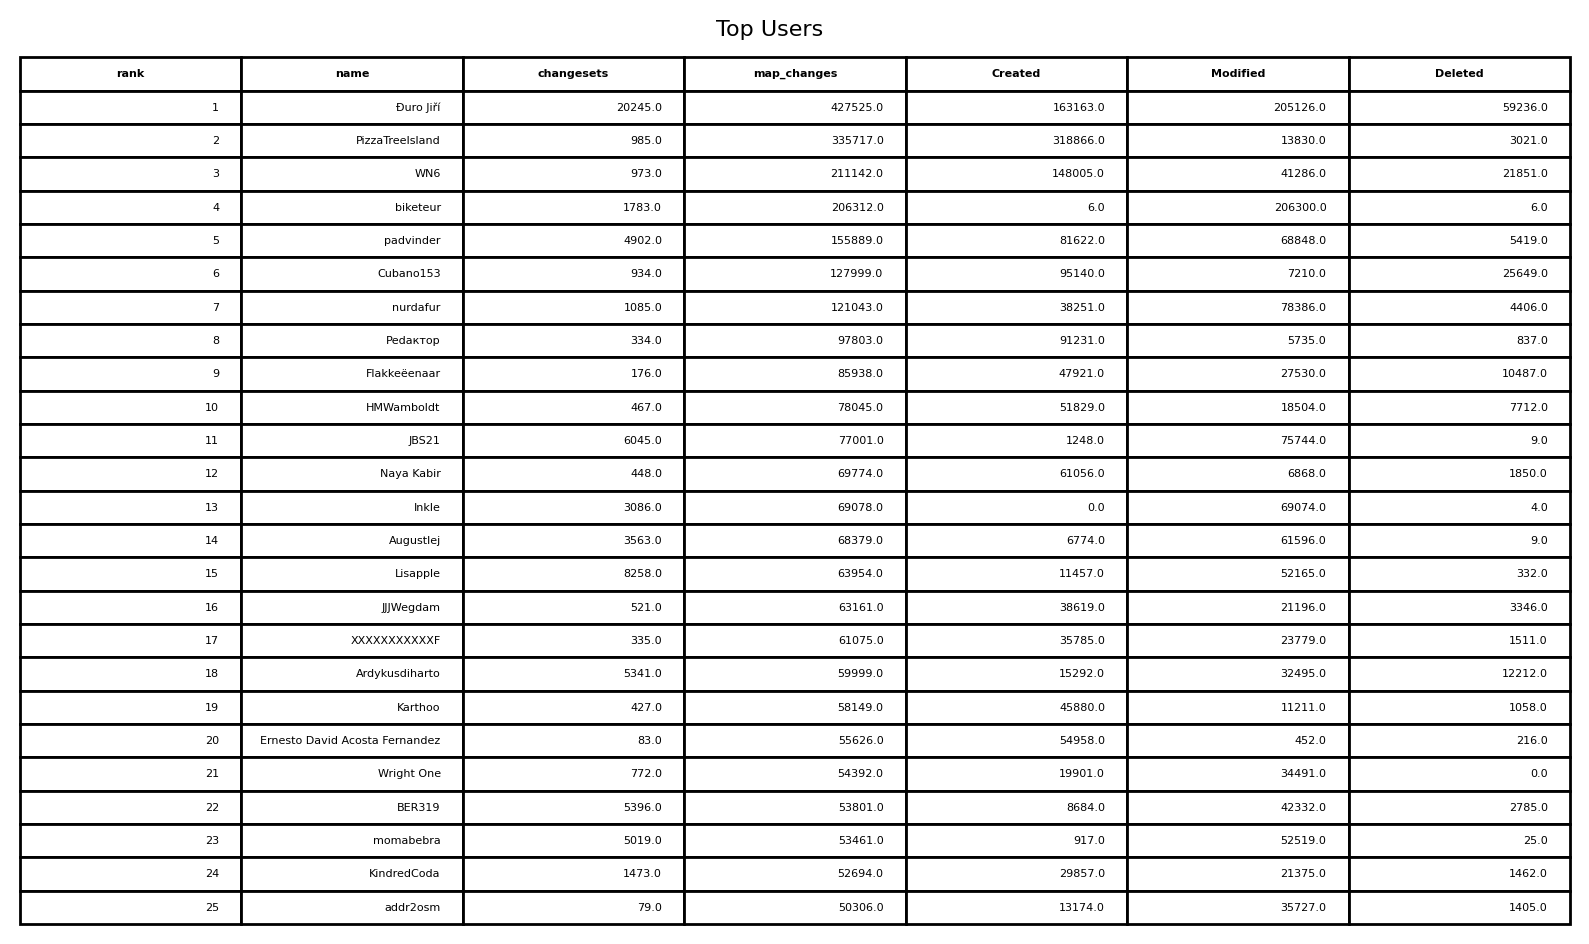 Top Users
rank name changesets map_changes Created Modified Deleted
1 Đuro Jiří 20245.0 427525.0 163163.0 205126.0 59236.0
2 PizzaTreeIsland 985.0 335717.0 318866.0 13830.0 3021.0
3 WN6 973.0 211142.0 148005.0 41286.0 21851.0
4 biketeur 1783.0 206312.0 6.0 206300.0 6.0
5 padvinder 4902.0 155889.0 81622.0 68848.0 5419.0
6 Cubano153 934.0 127999.0 95140.0 7210.0 25649.0
7 nurdafur 1085.0 121043.0 38251.0 78386.0 4406.0
8 Редактор 334.0 97803.0 91231.0 5735.0 837.0
9 Flakkeëenaar 176.0 85938.0 47921.0 27530.0 10487.0
10 HMWamboldt 467.0 78045.0 51829.0 18504.0 7712.0
11 JBS21 6045.0 77001.0 1248.0 75744.0 9.0
12 Naya Kabir 448.0 69774.0 61056.0 6868.0 1850.0
13 Inkle 3086.0 69078.0 0.0 69074.0 4.0
14 Augustlej 3563.0 68379.0 6774.0 61596.0 9.0
15 Lisapple 8258.0 63954.0 11457.0 52165.0 332.0
16 JJJWegdam 521.0 63161.0 38619.0 21196.0 3346.0
17 XXXXXXXXXXXF 335.0 61075.0 35785.0 23779.0 1511.0
18 Ardykusdiharto 5341.0 59999.0 15292.0 32495.0 12212.0
19 Karthoo 427.0 58149.0 45880.0 11211.0 1058.0
20 Ernesto David Acosta Fernandez 83.0 55626.0 54958.0 452.0 216.0
21 Wright One 772.0 54392.0 19901.0 34491.0 0.0
22 BER319 5396.0 53801.0 8684.0 42332.0 2785.0
23 momabebra 5019.0 53461.0 917.0 52519.0 25.0
24 KindredCoda 1473.0 52694.0 29857.0 21375.0 1462.0
25 addr2osm 79.0 50306.0 13174.0 35727.0 1405.0